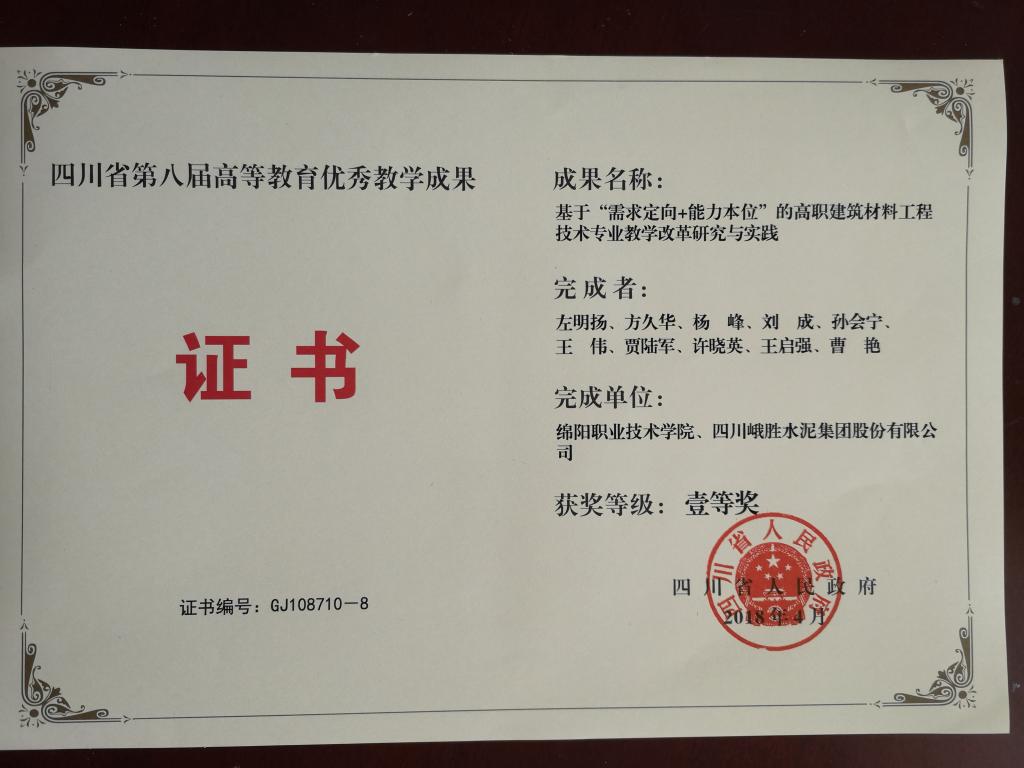 四川省第八届高等教育优秀教学成果
证 书
证书编号：GJ108710-8
成果名称：
基于“需求定向+能力本位”的高职建筑材料工程
技术专业教学改革研究与实践
完 成 者：
左明扬、方久华、杨　峰、刘　成、孙会宁、
王　伟、贾陆军、许晓英、王启强、曹　艳
完成单位：
绵阳职业技术学院、四川峨胜水泥集团股份有限公
司
获奖等级：壹等奖
四川省人民政府
四川省人民政府
2018年4月